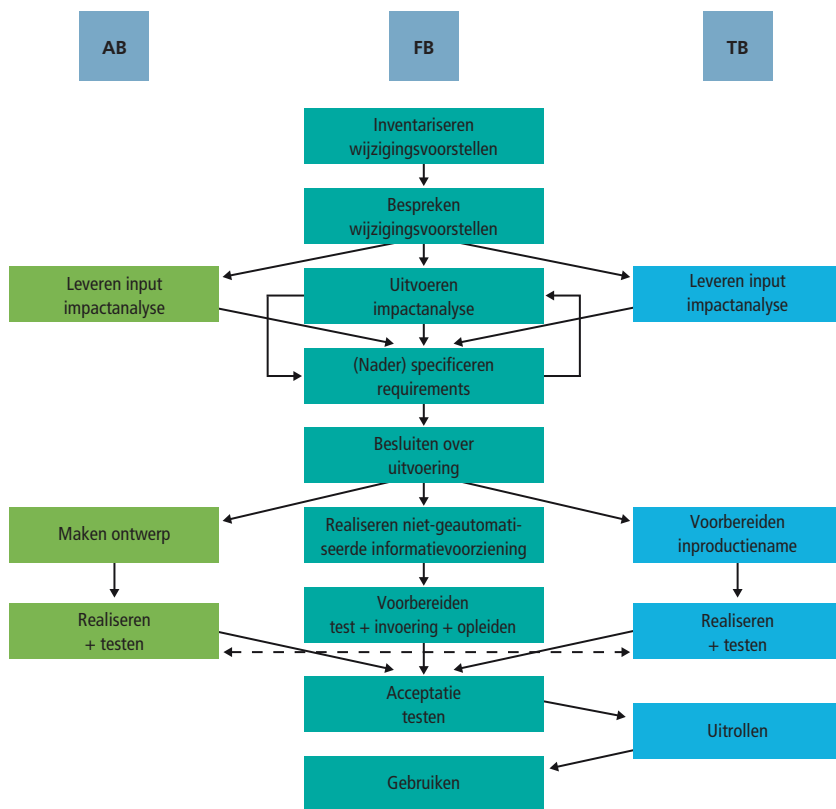 AB
FB
TB
Inventariseren
wijzigingsvoorstellen
Bespreken
wijzigingsvoorstellen
Leveren input
impactanalyse
Uitvoeren
impactanalyse
Leveren input
impactanalyse
(Nader) specificeren
requirements
Besluiten over
uitvoering
Maken ontwerp
Realiseren niet-geautomati-
seerde informatievoorziening
Voorbereiden
inproductiename
Realiseren
+ testen
Voorbereiden
test + invoering + opleiden
Realiseren
+ testen
Acceptatie
testen
Uitrollen
Gebruiken